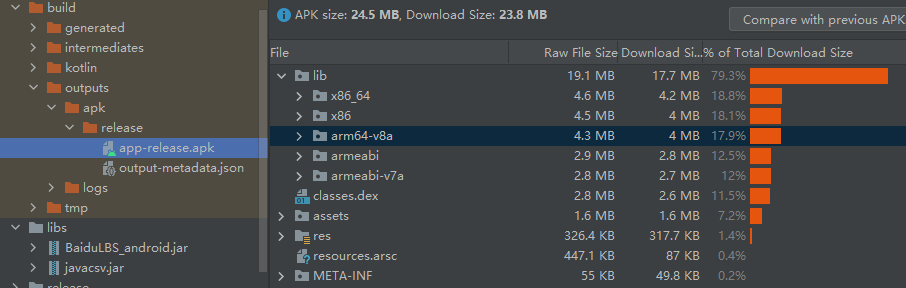 build
generated
intermediates
kotlin
outputs
apk
release
app-release.apk
output-metadata.json
logs
tmp
libs
BaiduLBS_android.jar
javacsv.jar
release
APK size: 24.5 MB, Download Size: 23.8 MB
Compare with previous APK
File Raw File Size Download Si... % of Total Download Size
lib 19.1 MB 17.7 MB 79.3%
x86_64 4.6 MB 4.2 MB 18.8%
x86 4.5 MB 4 MB 18.1%
arm64-v8a 4.3 MB 4 MB 17.9%
armeabi 2.9 MB 2.8 MB 12.5%
armeabi-v7a 2.8 MB 2.7 MB 12%
classes.dex 2.8 MB 2.6 MB 11.5%
assets 1.6 MB 1.6 MB 7.2%
res 326.4 KB 317.7 KB 1.4%
resources.arsc 447.1 KB 87 KB 0.4%
META-INF 55 KB 49.8 KB 0.2%